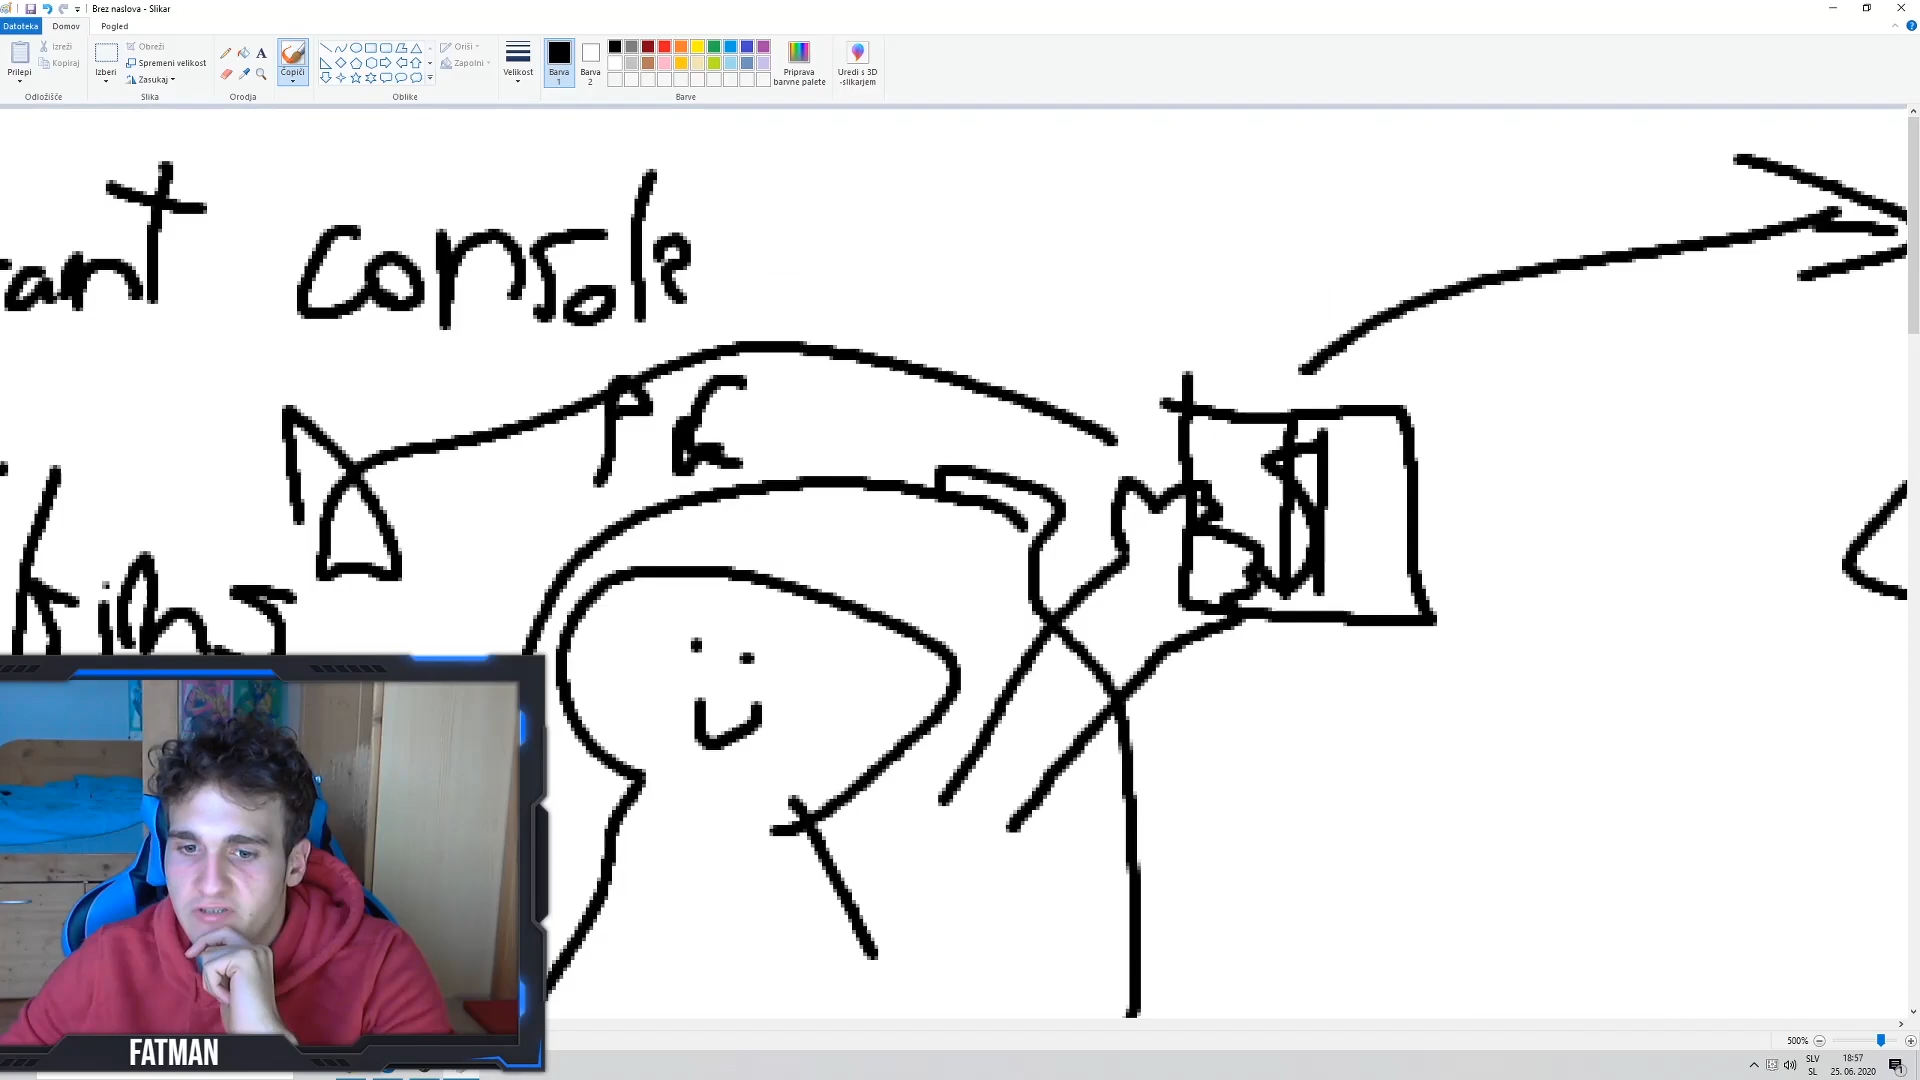 Brez naslova - Slikar
Datoteka Domov Pogled
Prilepi
Izreži
Kopiraj
Odložišče
Izberi
Obreži
Spremeni velikost
Zasukaj
Slika
Orodja
Čopiči
Oriši
Zapolni
Oblike
Velikost
Barva
1
Barva
2
Priprava
barvne palete
Barve
Uredi s 3D
-slikarjem
ant console
PC
FATMAN
500%
SLV
SL
18:57
25. 06. 2020